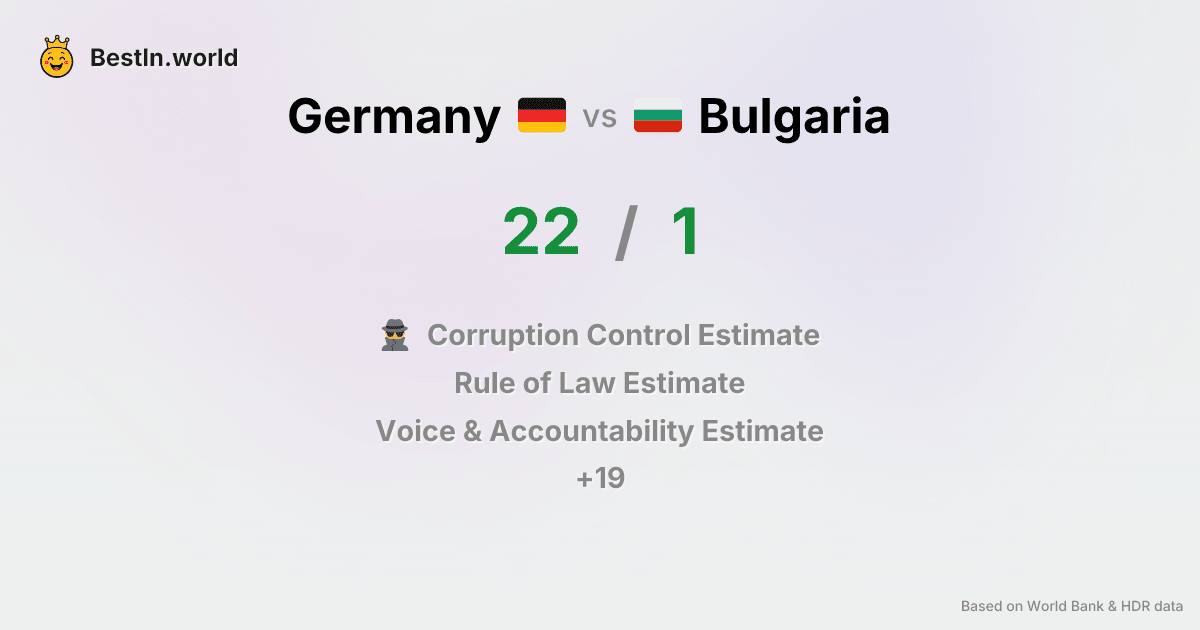 BestIn.world
Germany vs Bulgaria
22 / 1
Corruption Control Estimate
Rule of Law Estimate
Voice & Accountability Estimate
+19
Based on World Bank & HDR data